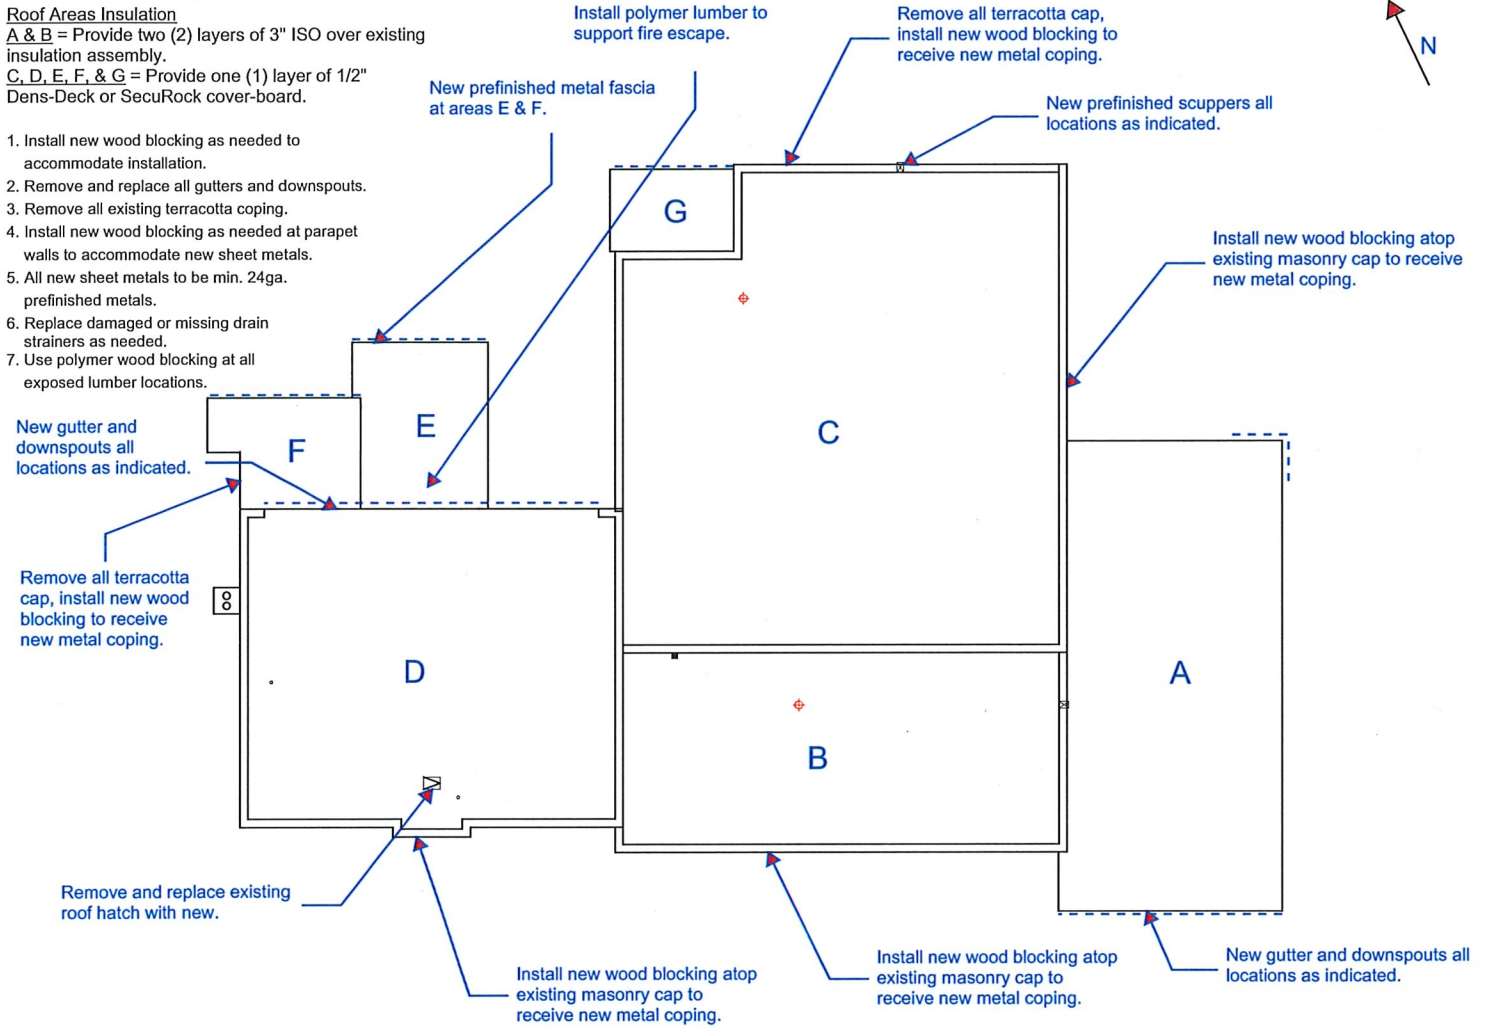 Roof Areas Insulation
A & B = Provide two (2) layers of 3" ISO over existing
insulation assembly.
C, D, E, F, & G = Provide one (1) layer of 1/2"
Dens-Deck or SecuRock cover-board.
1. Install new wood blocking as needed to
accommodate installation.
2. Remove and replace all gutters and downspouts.
3. Remove all existing terracotta coping.
4. Install new wood blocking as needed at parapet
walls to accommodate new sheet metals.
5. All new sheet metals to be min. 24ga.
prefinished metals.
6. Replace damaged or missing drain
strainers as needed.
7. Use polymer wood blocking at all
exposed lumber locations.
Install polymer lumber to
support fire escape.
New prefinished metal fascia
at areas E & F.
Remove all terracotta cap,
install new wood blocking to
receive new metal coping.
New prefinished scuppers all
locations as indicated.
N
Install new wood blocking atop
existing masonry cap to receive
new metal coping.
G
C
E
F
New gutter and
downspouts all
locations as indicated.
Remove all terracotta
cap, install new wood
blocking to receive
new metal coping.
D
B
A
Remove and replace existing
roof hatch with new.
Install new wood blocking atop
existing masonry cap to
receive new metal coping.
Install new wood blocking atop
existing masonry cap to
receive new metal coping.
New gutter and downspouts all
locations as indicated.